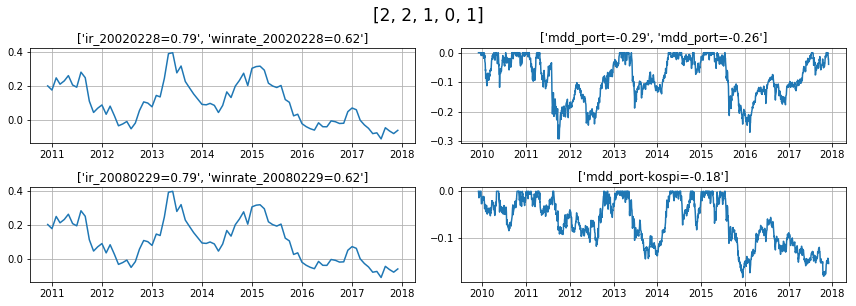 [2, 2, 1, 0, 1]
['ir_20020228=0.79', 'winrate_20020228=0.62']
0.4
0.2
0.0
2011 2012 2013 2014 2015 2016 2017 2018
['mdd_port=-0.29', 'mdd_port=-0.26']
0.0
−0.1
−0.2
−0.3
2010 2011 2012 2013 2014 2015 2016 2017 2018
['ir_20080229=0.79', 'winrate_20080229=0.62']
0.4
0.2
0.0
2011 2012 2013 2014 2015 2016 2017 2018
['mdd_port-kospi=-0.18']
0.0
−0.1
2010 2011 2012 2013 2014 2015 2016 2017 2018